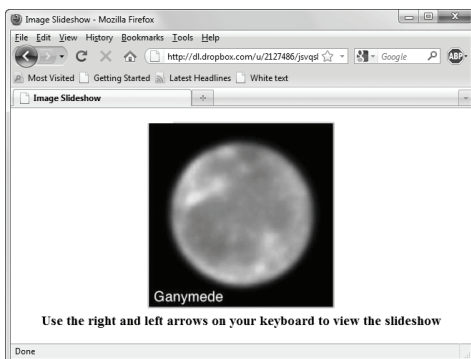 Image Slideshow - Mozilla Firefox
File Edit View History Bookmarks Tools Help
http://dl.dropbox.com/u/2127486/jsvqsl Google ABP
Most Visited Getting Started Latest Headlines White text
Image Slideshow
Ganymede
Use the right and left arrows on your keyboard to view the slideshow
Done